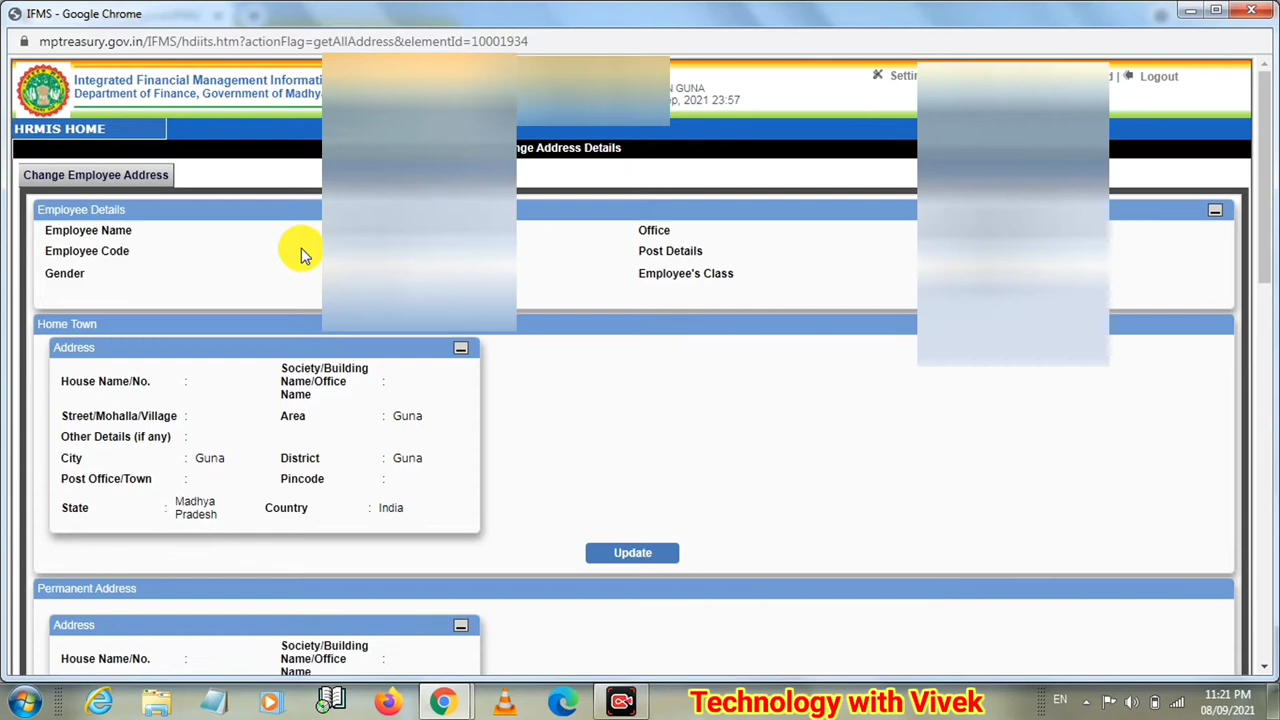 IFMS - Google Chrome
mptreasury.gov.in/IFMS/hdiits.htm?actionFlag=getAllAddress&elementId=10001934
Integrated Financial Management
Department of Finance, Government of
GUNA
2021 23:57
Logout
HRMIS HOME
Address Details
Change Employee Address
Employee Details
Employee Name
Office
Employee Code
Post Details
Gender
Employee's Class
Home Town
Address
House Name/No. :
Society/Building
Name/Office
Name :
Street/Mohalla/Village :
Area : Guna
Other Details (if any) :
City : Guna
District : Guna
Post Office/Town :
Pincode :
State : Madhya
Pradesh
Country : India
Update
Permanent Address
Address
House Name/No. :
Society/Building
Name/Office
Name :
EN
11:21 PM
08/09/2021
Technology with Vivek